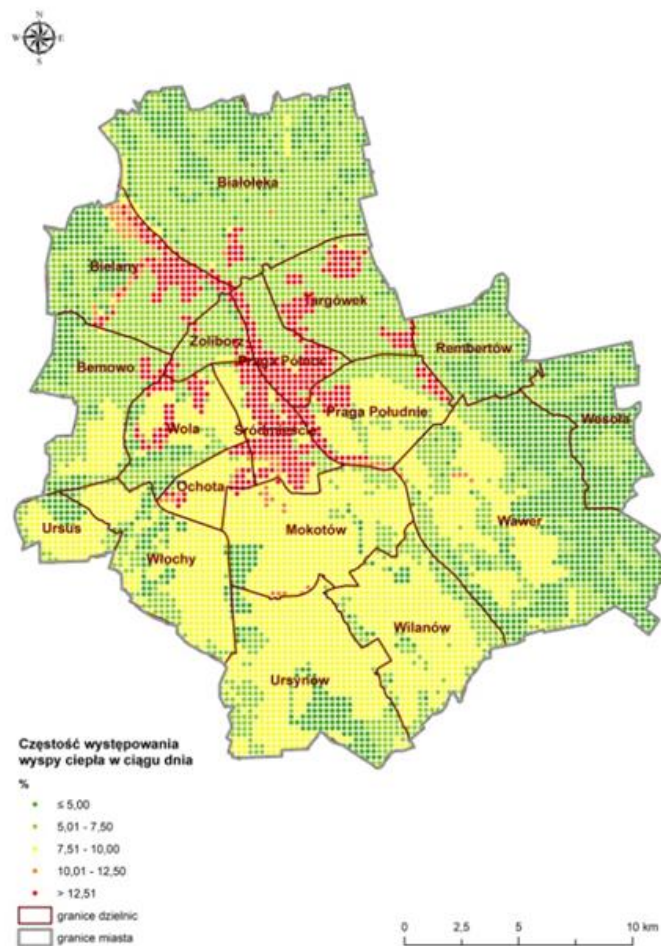 N
W E
S
Białołęka
Bielany
Targówek
Żoliborz
Rembertów
Bemowo
Praga Północ
Praga Południe
Wesoła
Wola
Śródmieście
Ochota
Ursus
Mokotów
Wawer
Włochy
Wilanów
Ursynów
Częstość występowania
wyspy ciepła w ciągu dnia
%
≤ 5,00
5,01 - 7,50
7,51 - 10,00
10,01 - 12,50
> 12,51
granice dzielnic
granice miasta
0 2,5 5 10 km